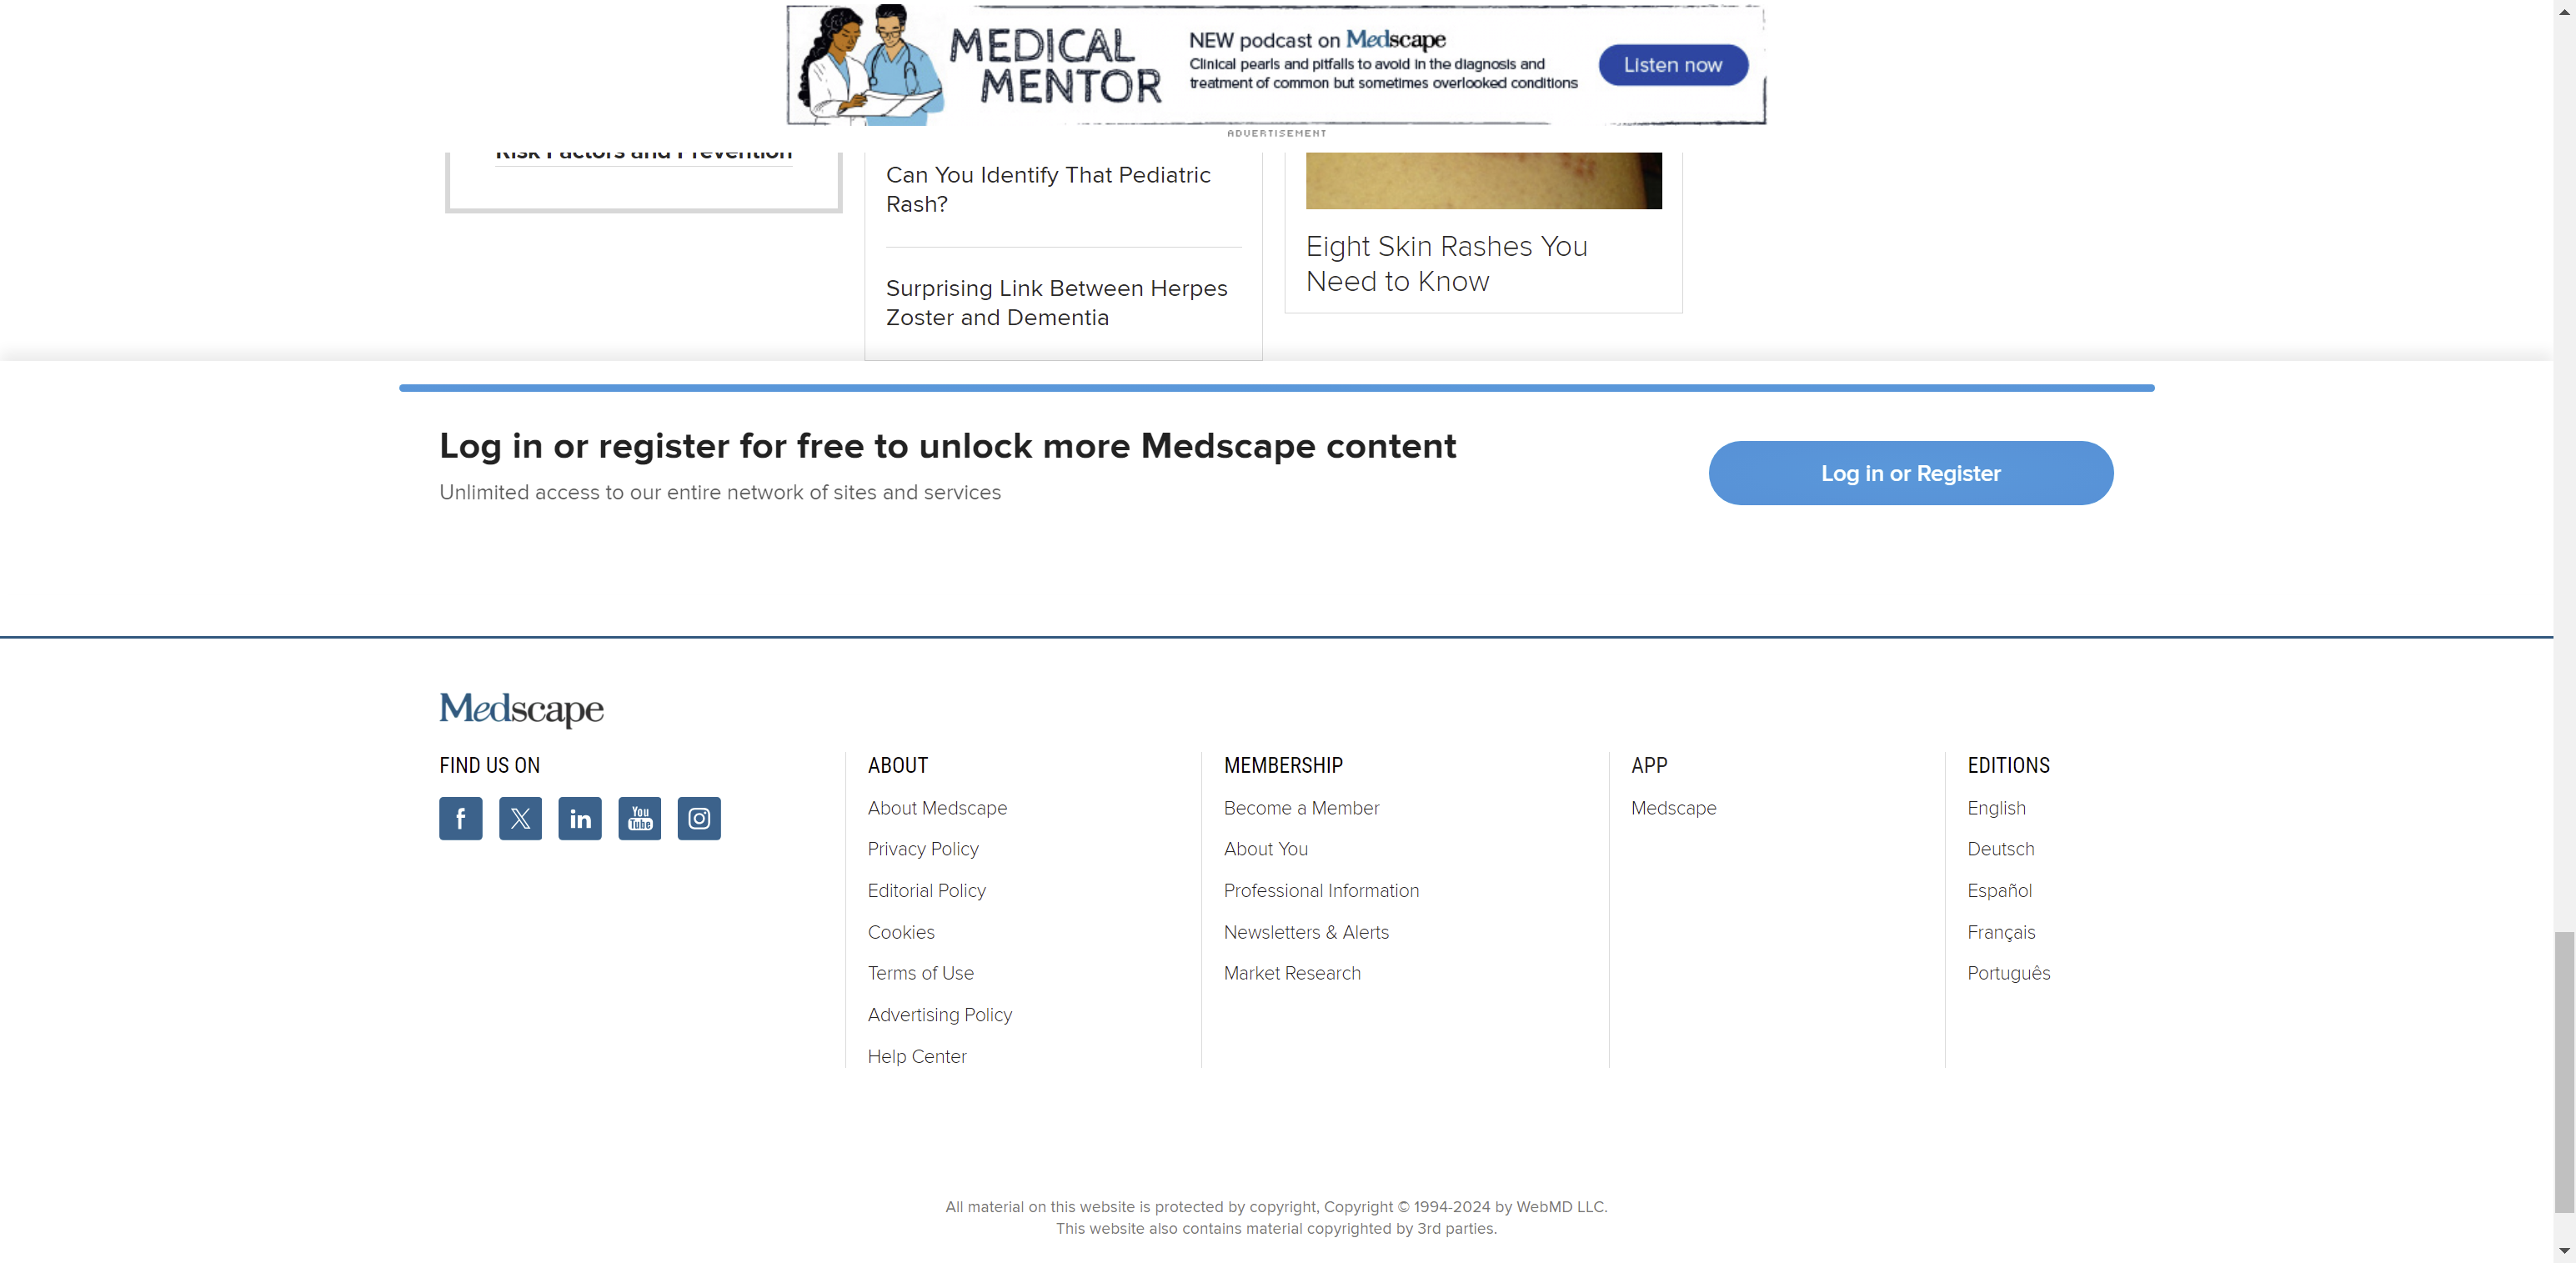 MEDICAL
MENTOR
NEW podcast on Medscape
Clinical pearls and pitfalls to avoid in the diagnosis and
treatment of common but sometimes overlooked conditions
Listen now
ADVERTISEMENT
Risk Factors and Prevention
Can You Identify That Pediatric
Rash?
Surprising Link Between Herpes
Zoster and Dementia
Eight Skin Rashes You
Need to Know
Log in or register for free to unlock more Medscape content
Unlimited access to our entire network of sites and services
Log in or Register
Medscape
FIND US ON
f
X
in
You
Tube
ABOUT
About Medscape
Privacy Policy
Editorial Policy
Cookies
Terms of Use
Advertising Policy
Help Center
MEMBERSHIP
Become a Member
About You
Professional Information
Newsletters & Alerts
Market Research
APP
Medscape
EDITIONS
English
Deutsch
Español
Français
Português
All material on this website is protected by copyright, Copyright © 1994-2024 by WebMD LLC.
This website also contains material copyrighted by 3rd parties.